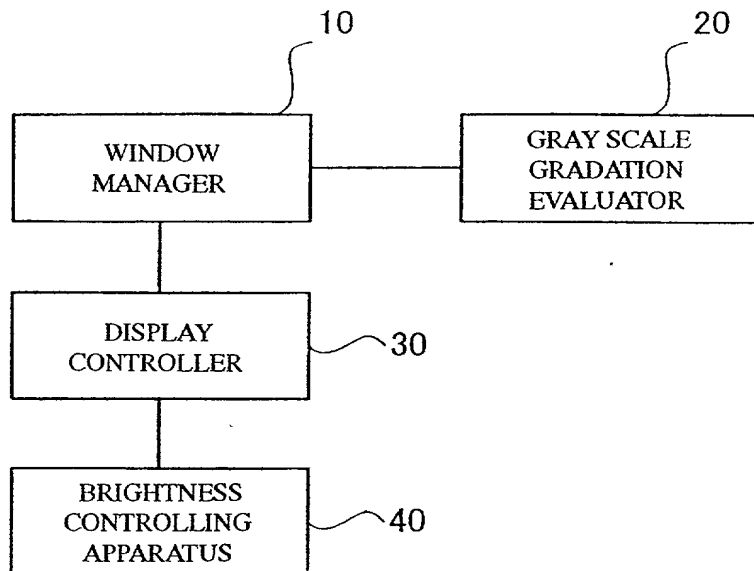 10
20
WINDOW
MANAGER
GRAY SCALE
GRADATION
EVALUATOR
DISPLAY
CONTROLLER
30
BRIGHTNESS
CONTROLLING
APPARATUS
40